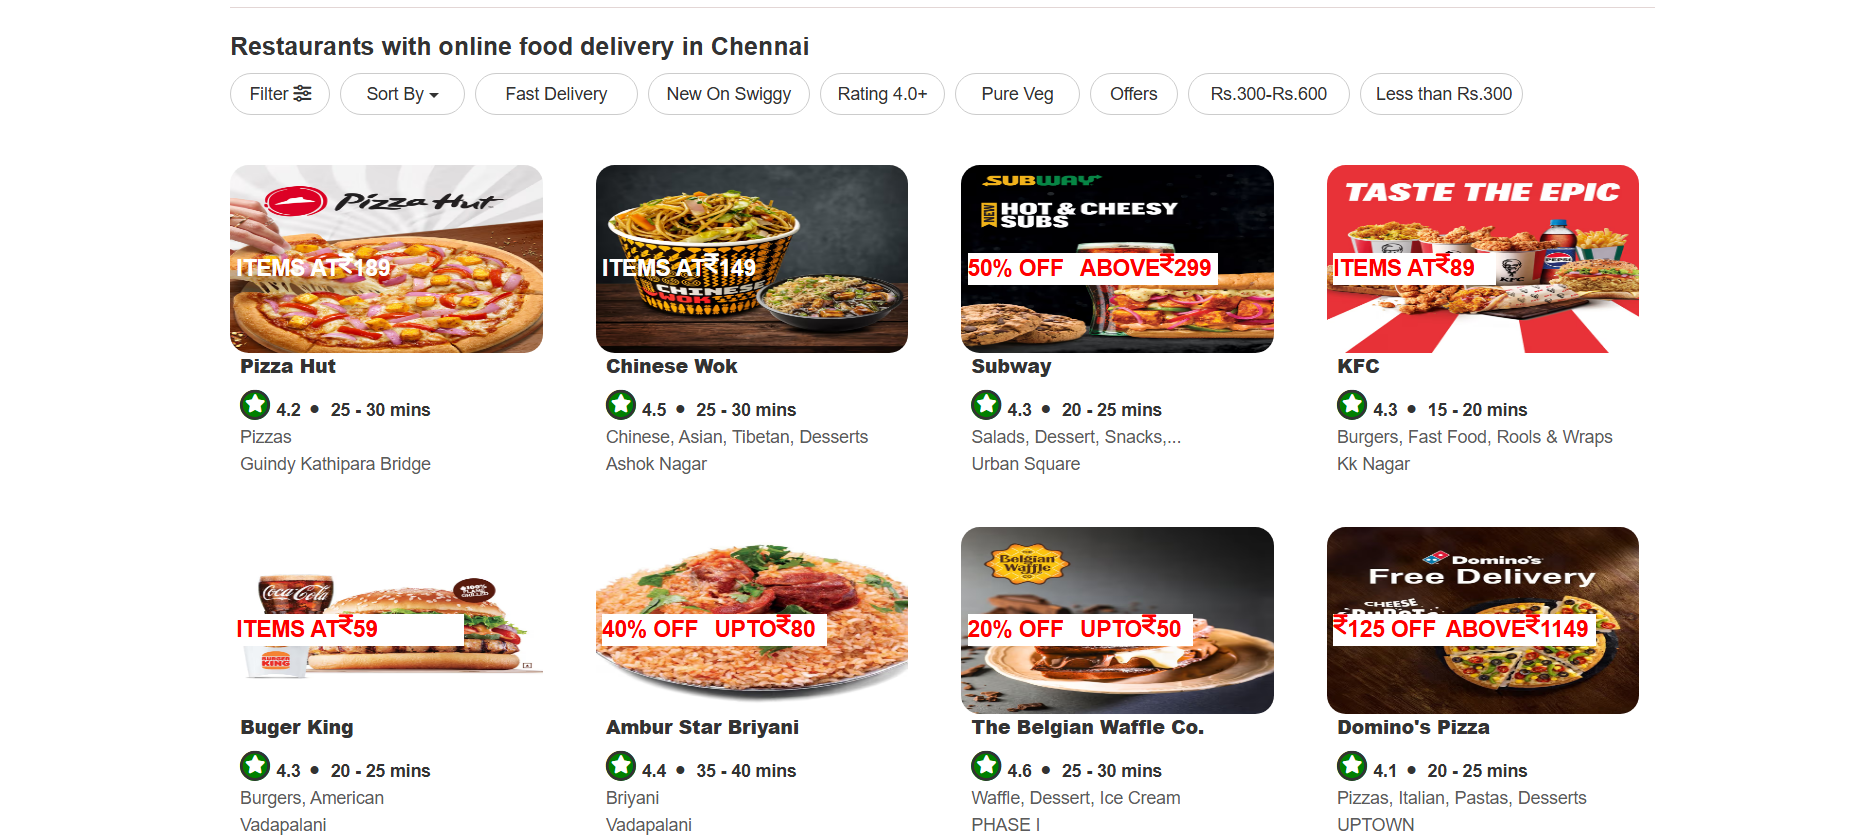 Restaurants with online food delivery in Chennai
Filter
Sort By
Fast Delivery
New On Swiggy
Rating 4.0+
Pure Veg
Offers
Rs.300-Rs.600
Less than Rs.300
Pizza Hut
ITEMS AT₹189
Pizza Hut
4.2 • 25 - 30 mins
Pizzas
Guindy Kathipara Bridge
ITEMS AT₹149
CHINESE
WOK
Chinese Wok
4.5 • 25 - 30 mins
Chinese, Asian, Tibetan, Desserts
Ashok Nagar
SUBWAY
NEW HOT & CHEESY
SUBS
50% OFF ABOVE₹299
Subway
4.3 • 20 - 25 mins
Salads, Dessert, Snacks,...
Urban Square
TASTE THE EPIC
PEPSI
ITEMS AT₹89
KFC
KFC
4.3 • 15 - 20 mins
Burgers, Fast Food, Rools & Wraps
Kk Nagar
Coca-Cola
ITEMS AT₹59
BURGER
KING
Buger King
4.3 • 20 - 25 mins
Burgers, American
Vadapalani
40% OFF UPTO₹80
Ambur Star Briyani
4.4 • 35 - 40 mins
Briyani
Vadapalani
Belgian
Waffle
20% OFF UPTO₹50
The Belgian Waffle Co.
4.6 • 25 - 30 mins
Waffle, Dessert, Ice Cream
PHASE I
Domino's
Free Delivery
CHEESE
₹125 OFF ABOVE₹1149
Domino's Pizza
4.1 • 20 - 25 mins
Pizzas, Italian, Pastas, Desserts
UPTOWN